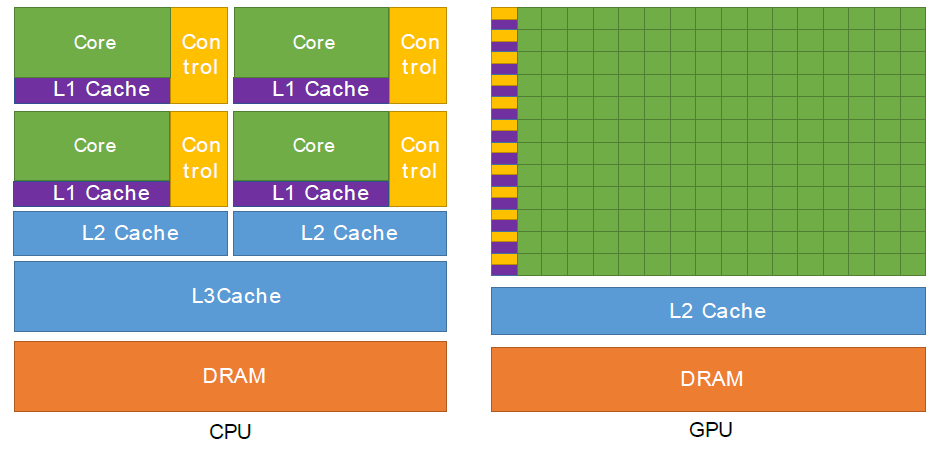 Core
Con
trol
L1 Cache
Core
Con
trol
L1 Cache
Core
Con
trol
L1 Cache
Core
Con
trol
L1 Cache
L2 Cache
L2 Cache
L3Cache
DRAM
CPU
L2 Cache
DRAM
GPU